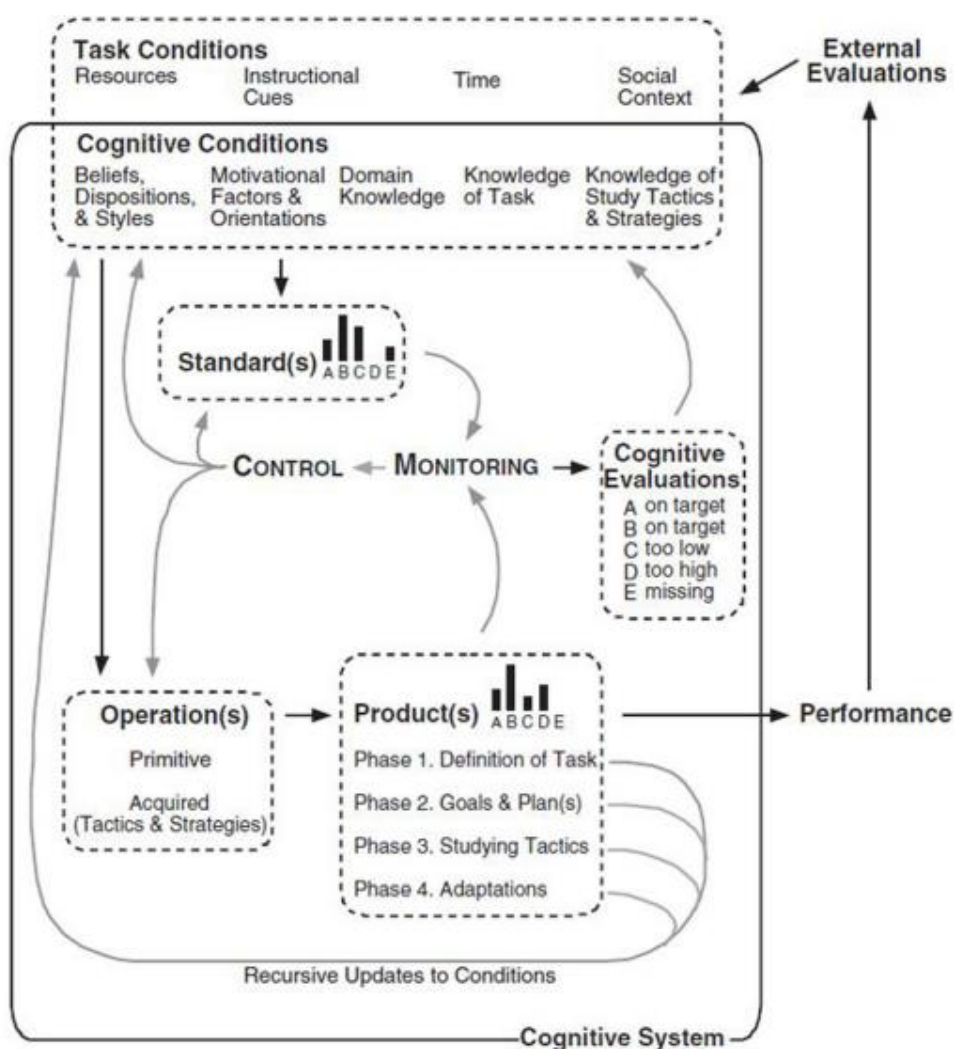 Task Conditions
External
Evaluations
Resources
Instructional
Cues
Time
Social
Context
Cognitive Conditions
Beliefs,
Dispositions,
& Styles
Motivational
Factors &
Orientations
Domain
Knowledge
Knowledge
of Task
Knowledge of
Study Tactics
& Strategies
Standard(s)
A B C D E
CONTROL
MONITORING
Cognitive
Evaluations
A on target
B on target
C too low
D too high
E missing
Operation(s)
Primitive
Acquired
(Tactics & Strategies)
Product(s)
A B C D E
Phase 1. Definition of Task
Phase 2. Goals & Plan(s)
Phase 3. Studying Tactics
Phase 4. Adaptations
Performance
Recursive Updates to Conditions
Cognitive System